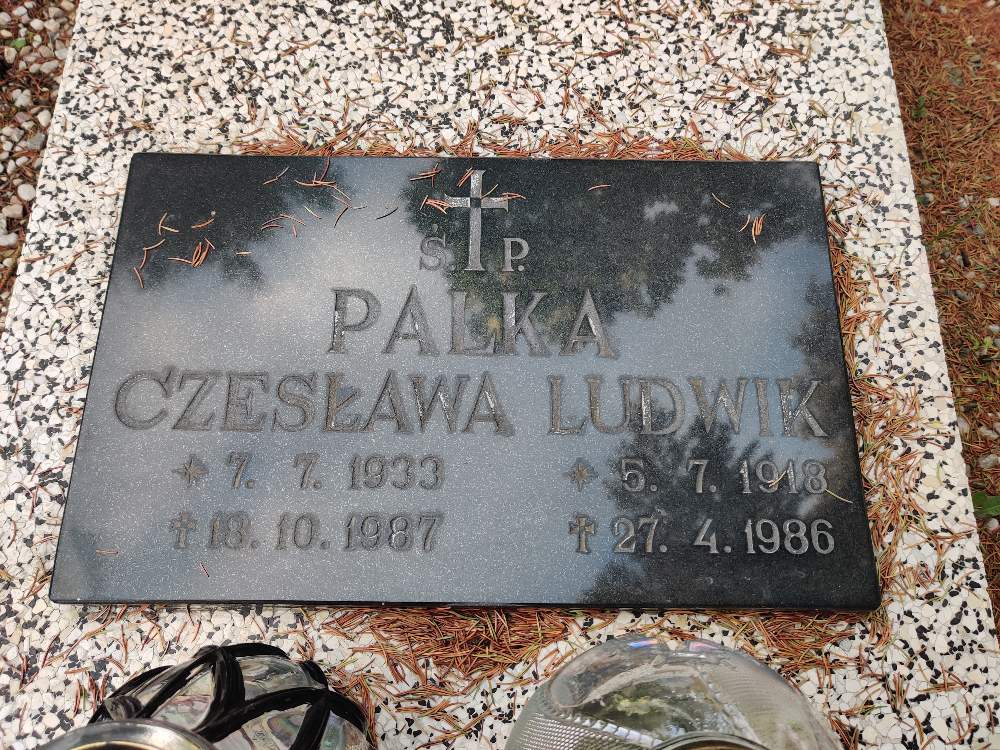 Ś. P.
PALKA
CZESŁAWA LUDWIK
7. 7. 1933 5. 7. 1918
18. 10. 1987 27. 4. 1986